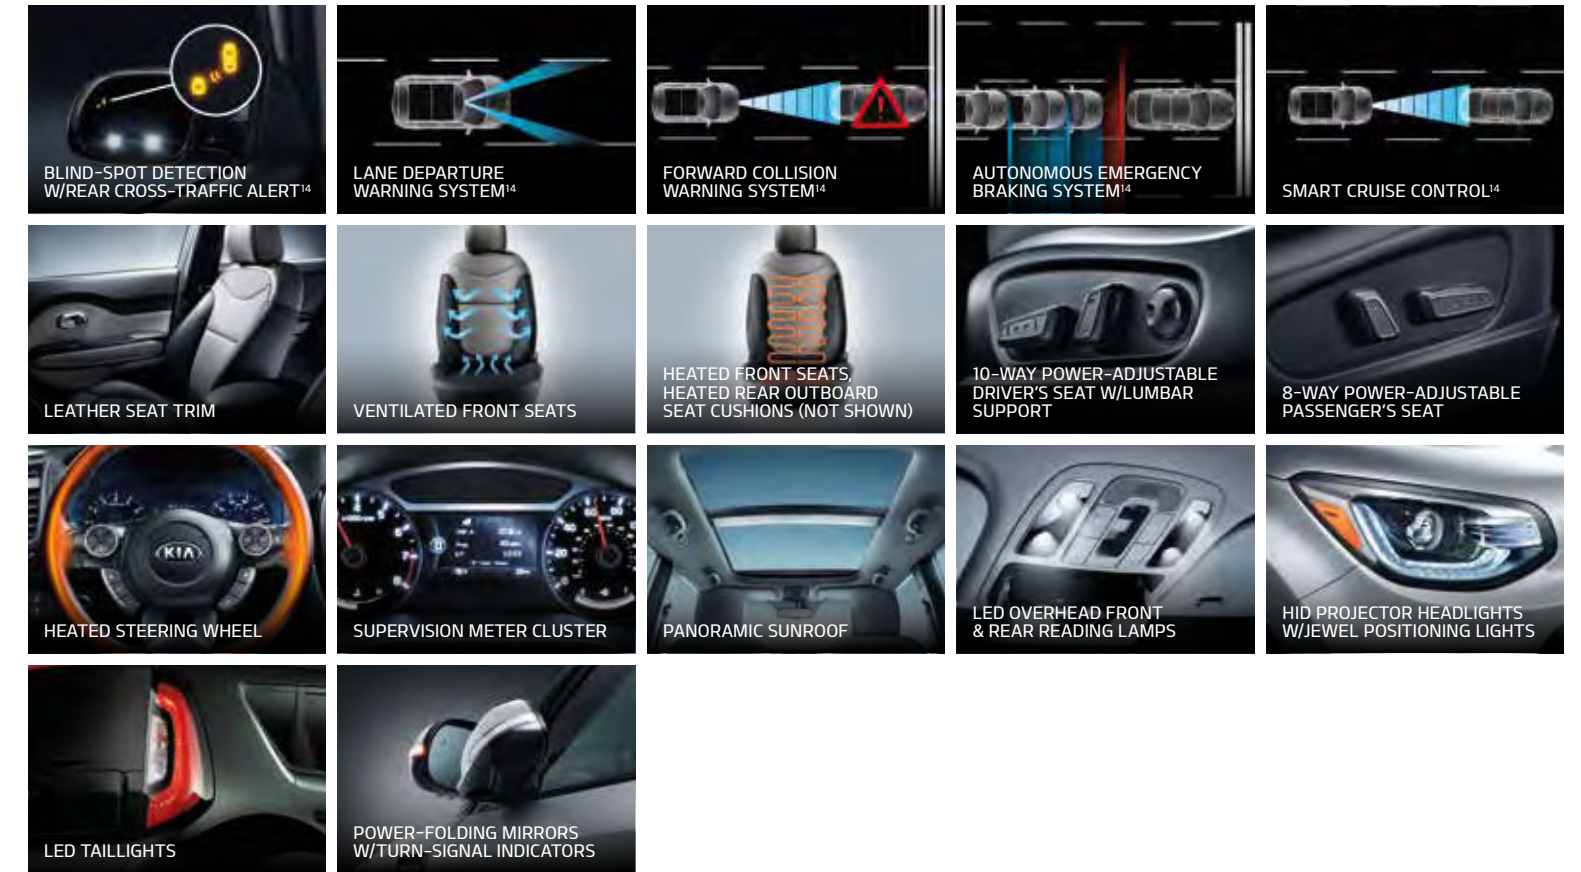 BLIND-SPOT DETECTION
W/REAR CROSS-TRAFFIC ALERT¹⁴
LANE DEPARTURE
WARNING SYSTEM¹⁴
FORWARD COLLISION
WARNING SYSTEM¹⁴
AUTONOMOUS EMERGENCY
BRAKING SYSTEM¹⁴
SMART CRUISE CONTROL¹⁴
LEATHER SEAT TRIM
VENTILATED FRONT SEATS
HEATED FRONT SEATS,
HEATED REAR OUTBOARD
SEAT CUSHIONS (NOT SHOWN)
10-WAY POWER-ADJUSTABLE
DRIVER'S SEAT W/LUMBAR
SUPPORT
8-WAY POWER-ADJUSTABLE
PASSENGER'S SEAT
KIA
HEATED STEERING WHEEL
SUPERVISION METER CLUSTER
PANORAMIC SUNROOF
LED OVERHEAD FRONT
& REAR READING LAMPS
HID PROJECTOR HEADLIGHTS
W/JEWEL POSITIONING LIGHTS
LED TAILLIGHTS
POWER-FOLDING MIRRORS
W/TURN-SIGNAL INDICATORS